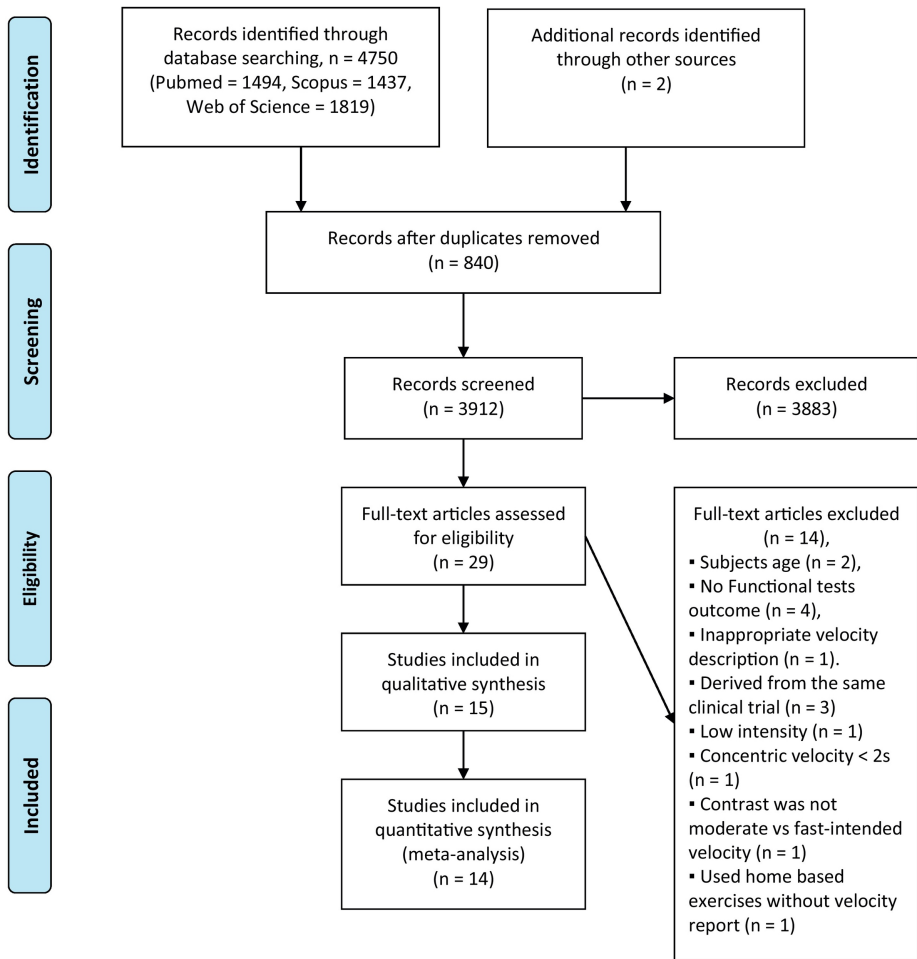 Identification
Records identified through
database searching, n = 4750
(Pubmed = 1494, Scopus = 1437,
Web of Science = 1819)
Additional records identified
through other sources
(n = 2)
Records after duplicates removed
(n = 840)
Screening
Records screened
(n = 3912)
Records excluded
(n = 3883)
Eligibility
Full-text articles assessed
for eligibility
(n = 29)
Full-text articles excluded
(n = 14),
▪ Subjects age (n = 2),
▪ No Functional tests
outcome (n = 4),
▪ Inappropriate velocity
description (n = 1).
▪ Derived from the same
clinical trial (n = 3)
▪ Low intensity (n = 1)
▪ Concentric velocity < 2s
(n = 1)
▪ Contrast was not
moderate vs fast-intended
velocity (n = 1)
▪ Used home based
exercises without velocity
report (n = 1)
Studies included in
qualitative synthesis
(n = 15)
Included
Studies included in
quantitative synthesis
(meta-analysis)
(n = 14)